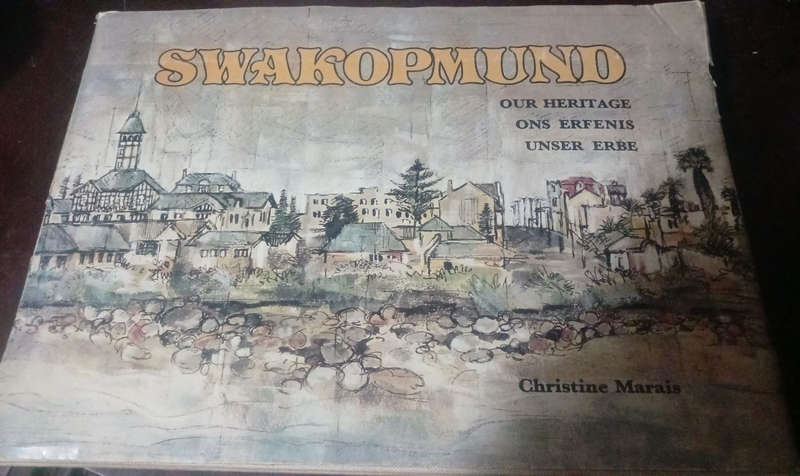 SWAKOPMUND
OUR HERITAGE
ONS ERFENIS
UNSER ERBE
Christine Marais